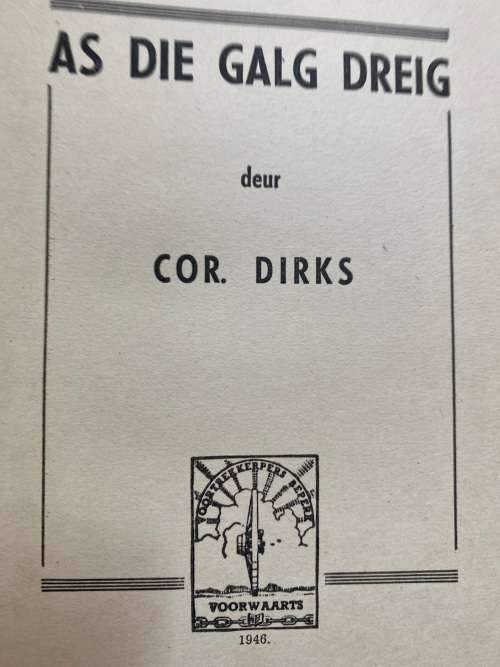 AS DIE GALG DREIG
deur
COR. DIRKS
VOORTREKKERPERS BEPERK
VOORWAARTS
1946.